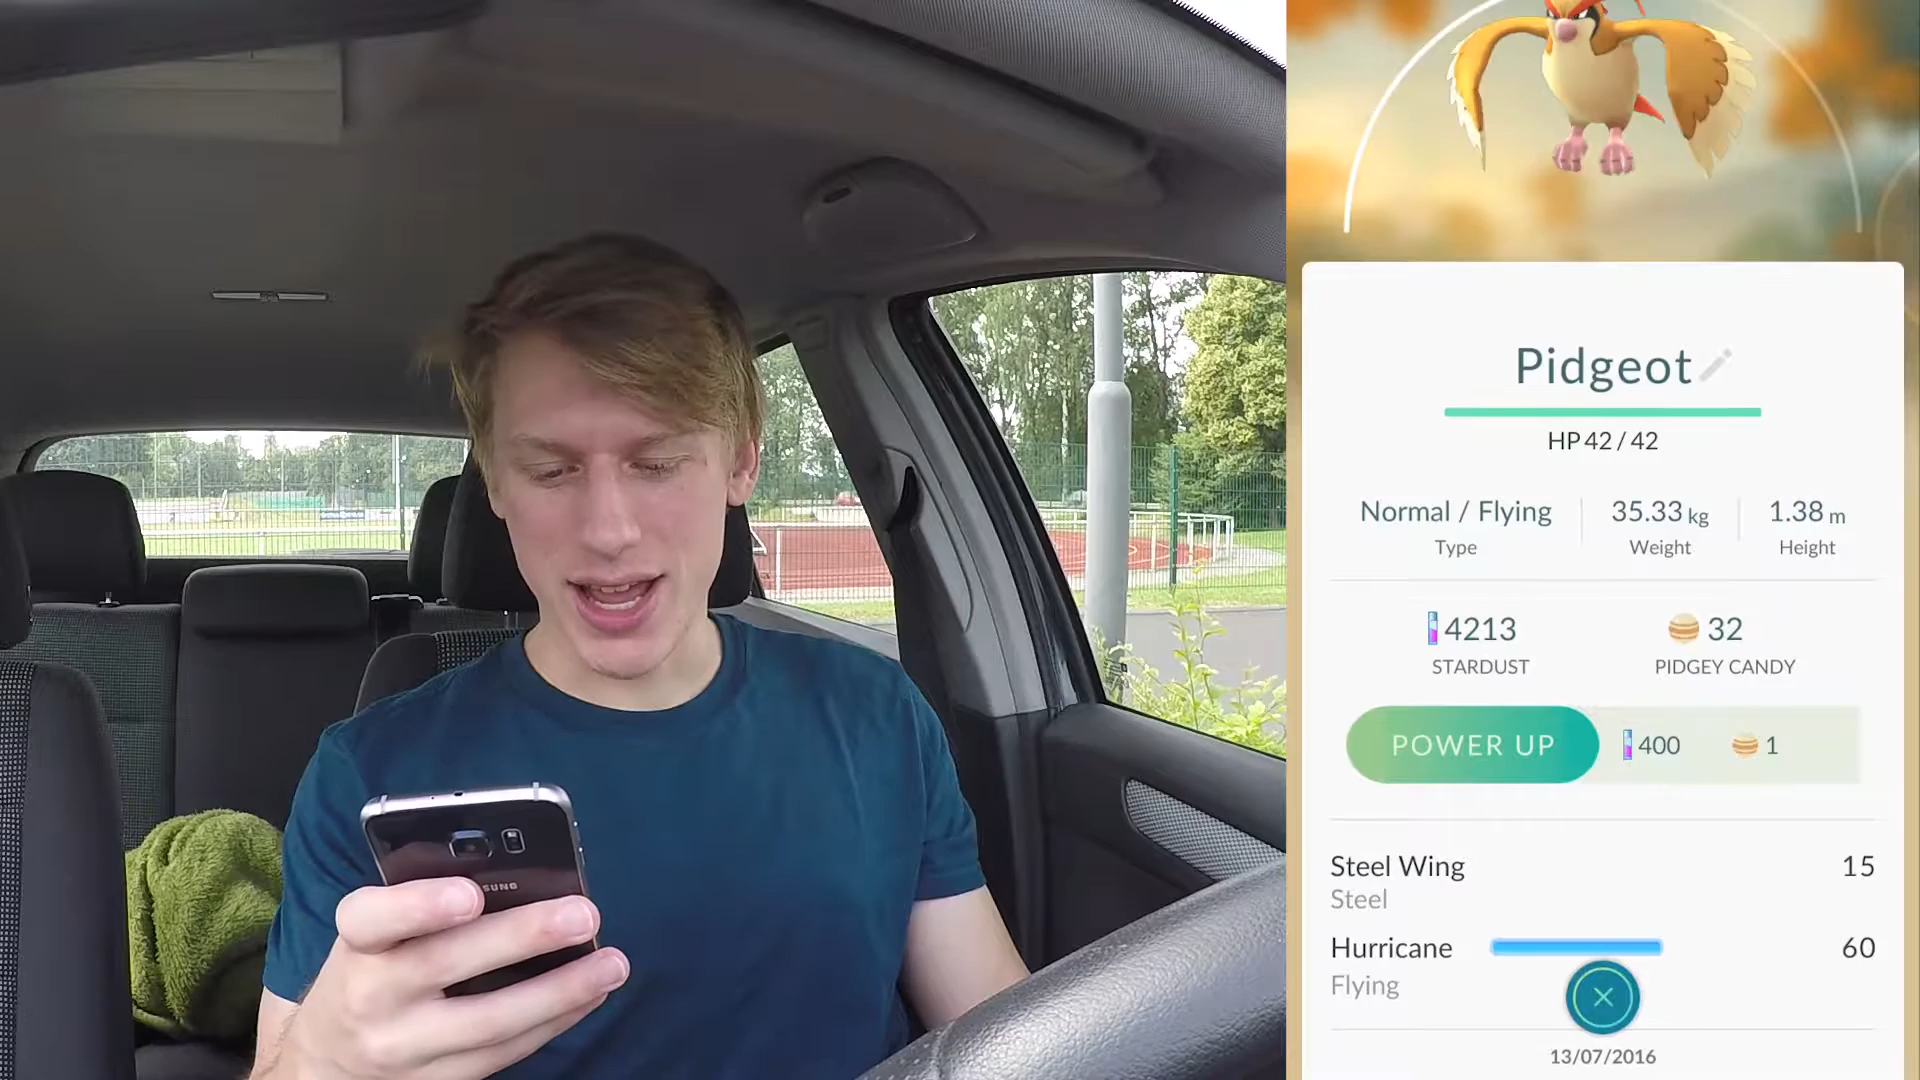 SUNG
Pidgeot
HP 42 / 42
Normal / Flying
Type
35.33 kg
Weight
1.38 m
Height
4213
STARDUST
32
PIDGEY CANDY
POWER UP
400
1
Steel Wing
15
Steel
Hurricane
60
Flying
13/07/2016